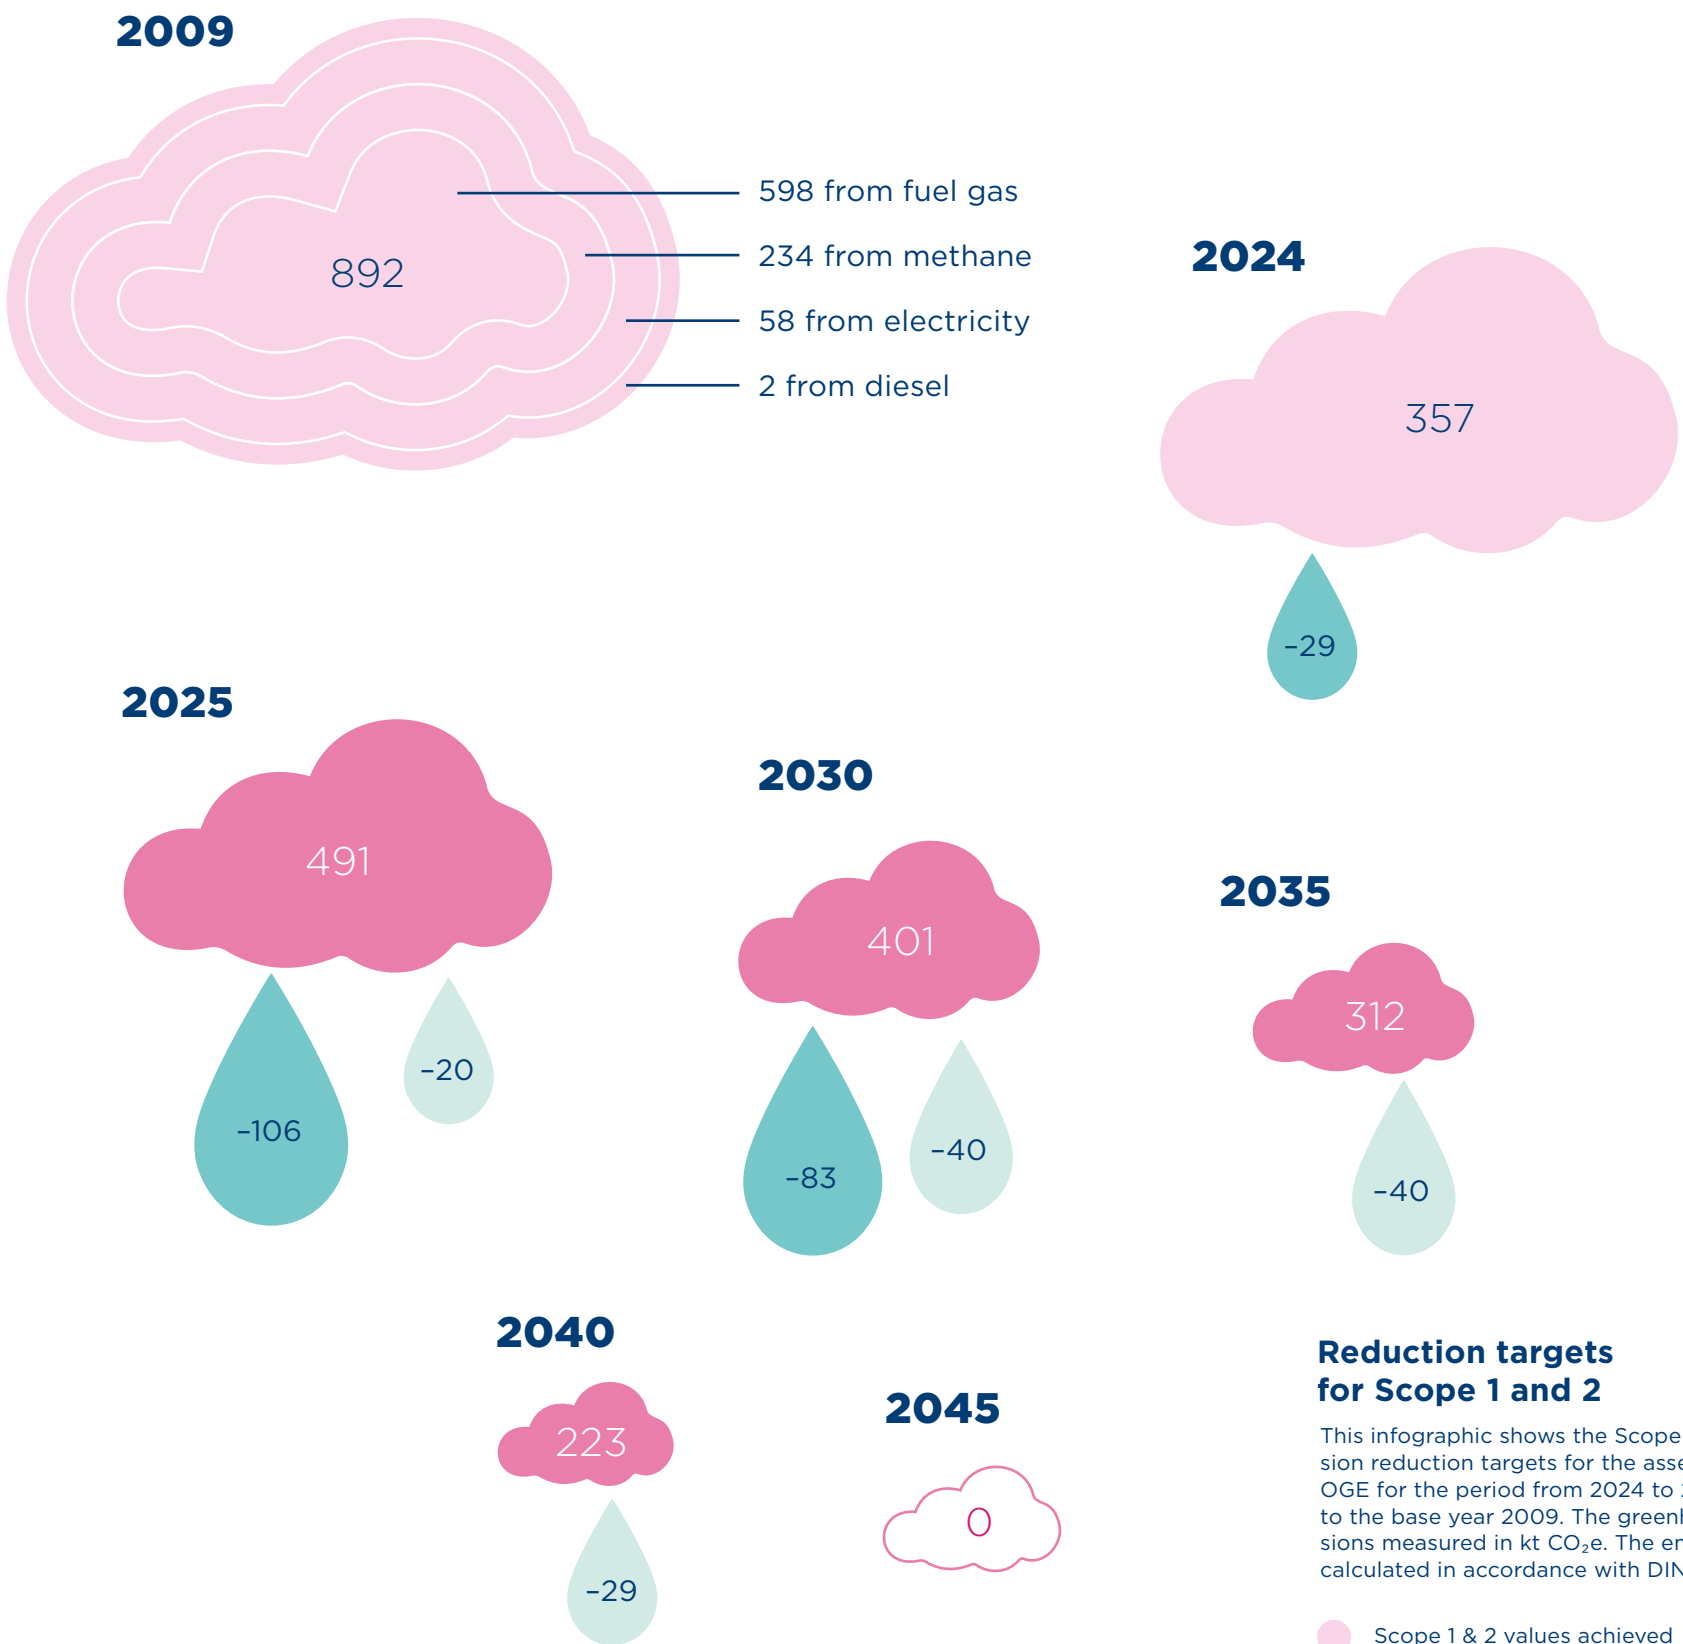 2009
598 from fuel gas
234 from methane
892
58 from electricity
2 from diesel
2024
357
–29
2025
491
–106
–20
2030
401
–83
–40
2035
312
–40
2040
223
–29
2045
0
Reduction targets
for Scope 1 and 2
This infographic shows the Scope
sion reduction targets for the
OGE for the period from 2024 to
to the base year 2009. The
sions measured in kt CO₂e. The
calculated in accordance with DIN
Scope 1 & 2 values achieved